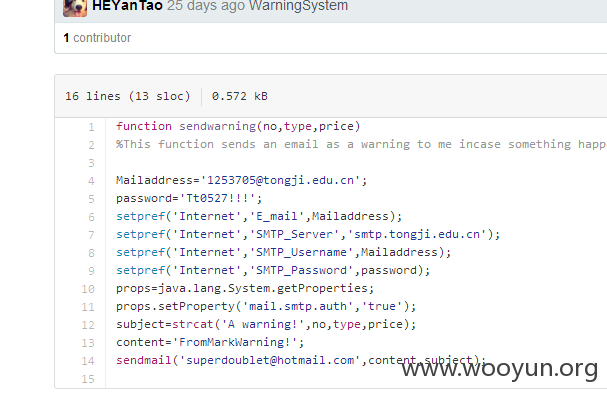 HEYanTao 25 days ago WarningSystem
1 contributor
16 lines (13 sloc) 0.572 kB
1 function sendwarning(no,type,price)
2 %This function sends an email as a warning to me incase something happ
3
4 Mailaddress='1253705@tongji.edu.cn';
5 password='Tt0527!!!';
6 setpref('Internet','E_mail',Mailaddress);
7 setpref('Internet','SMTP_Server','smtp.tongji.edu.cn');
8 setpref('Internet','SMTP_Username',Mailaddress);
9 setpref('Internet','SMTP_Password',password);
10 props=java.lang.System.getProperties;
11 props.setProperty('mail.smtp.auth','true');
12 subject=strcat('A warning!',no,type,price);
13 content='FromMarkWarning!';
14 sendmail('superdoublet@hotmail.com',content,subject);
15
www.wooyun.org